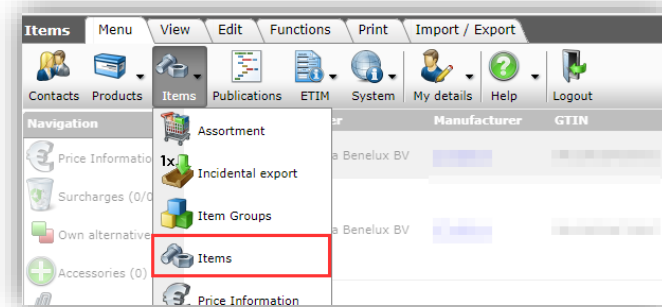 Items Menu View Edit Functions Print Import / Export
Contacts Products Items Publications ETIM System My details Help Logout
Navigation Manufacturer GTIN
Assortment
Price Informatio a Benelux BV
1x
Incidental export
Surcharges (0/0
Item Groups
Own alternative a Benelux BV
Items
Accessories (0)
Price Information